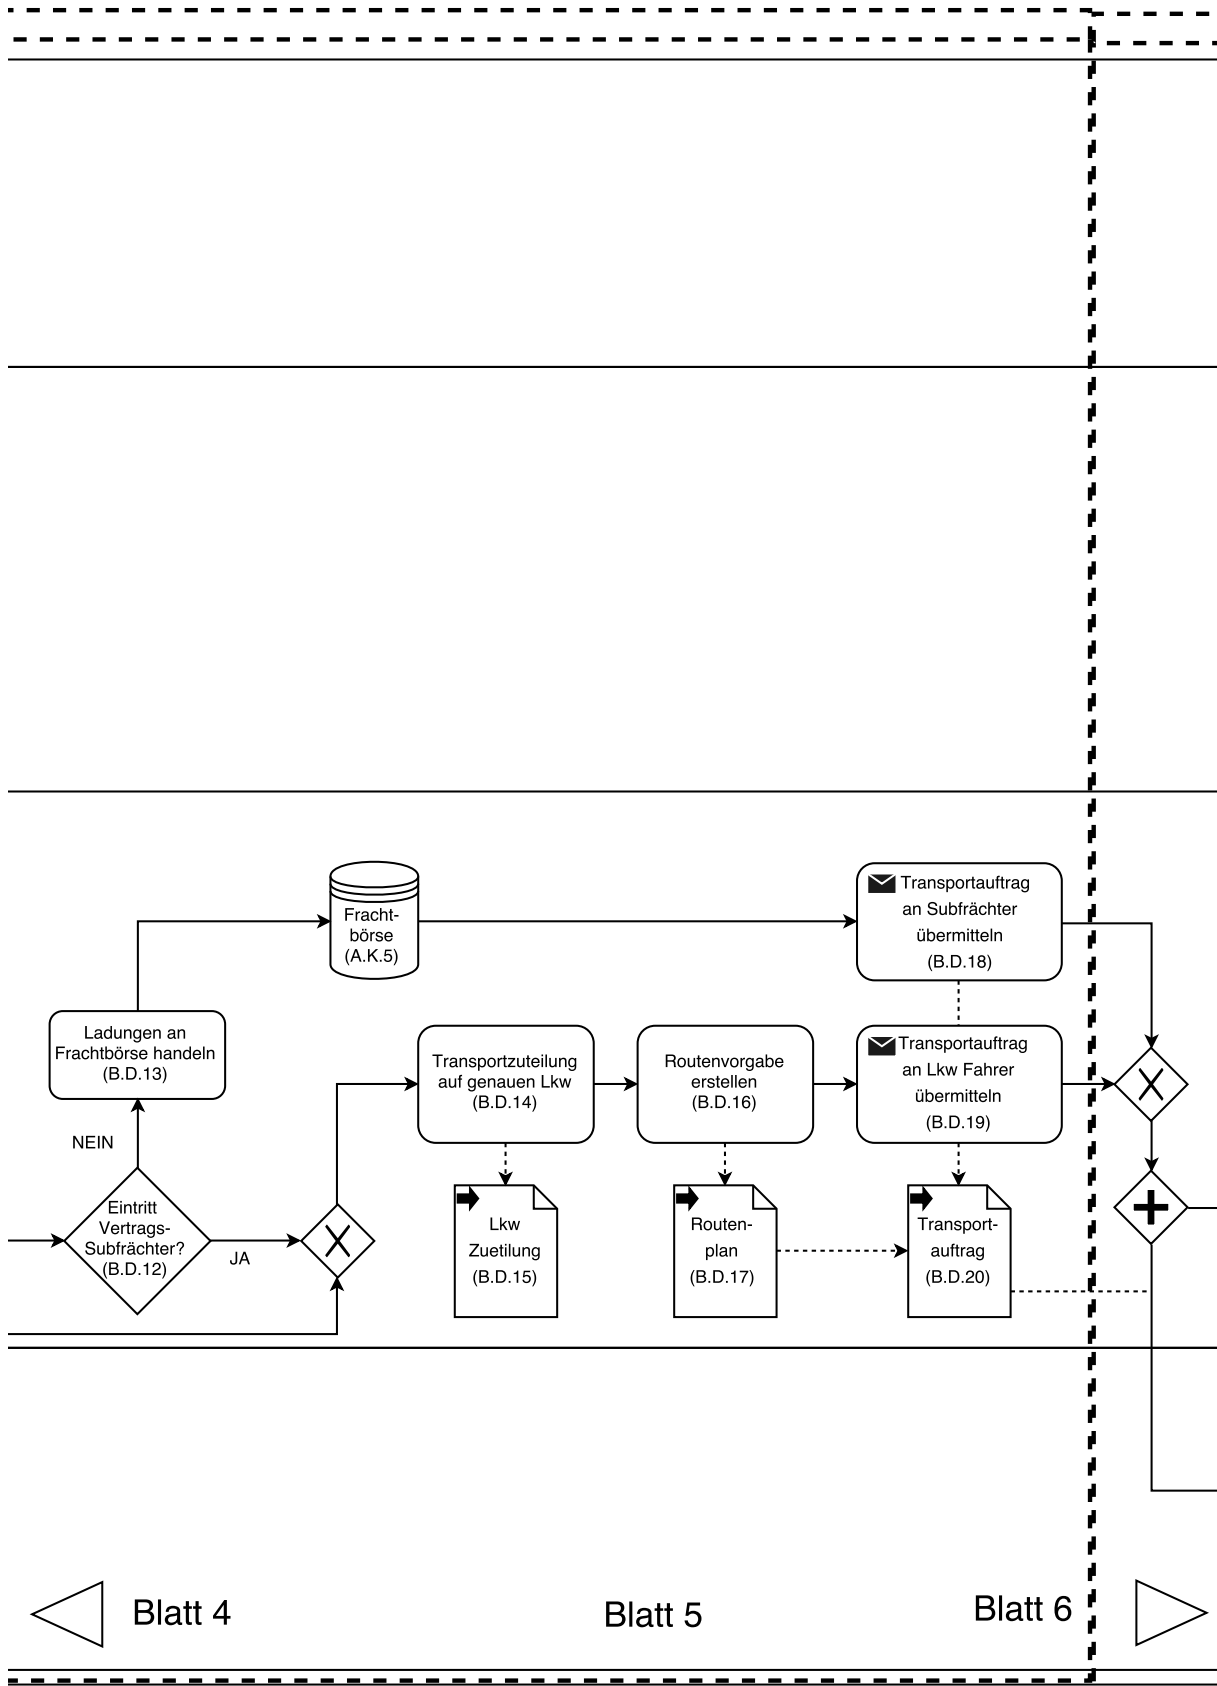 Fracht-
börse
(A.K.5)
Transportauftrag
an Subfrächter
übermitteln
(B.D.18)
Ladungen an
Frachtbörse handeln
(B.D.13)
Transportzuteilung
auf genauen Lkw
(B.D.14)
Routenvorgabe
erstellen
(B.D.16)
Transportauftrag
an Lkw Fahrer
übermitteln
(B.D.19)
NEIN
Eintritt
Vertrags-
Subfrächter?
(B.D.12)
JA
Lkw
Zuetilung
(B.D.15)
Routen-
plan
(B.D.17)
Transport-
auftrag
(B.D.20)
Blatt 4
Blatt 5
Blatt 6